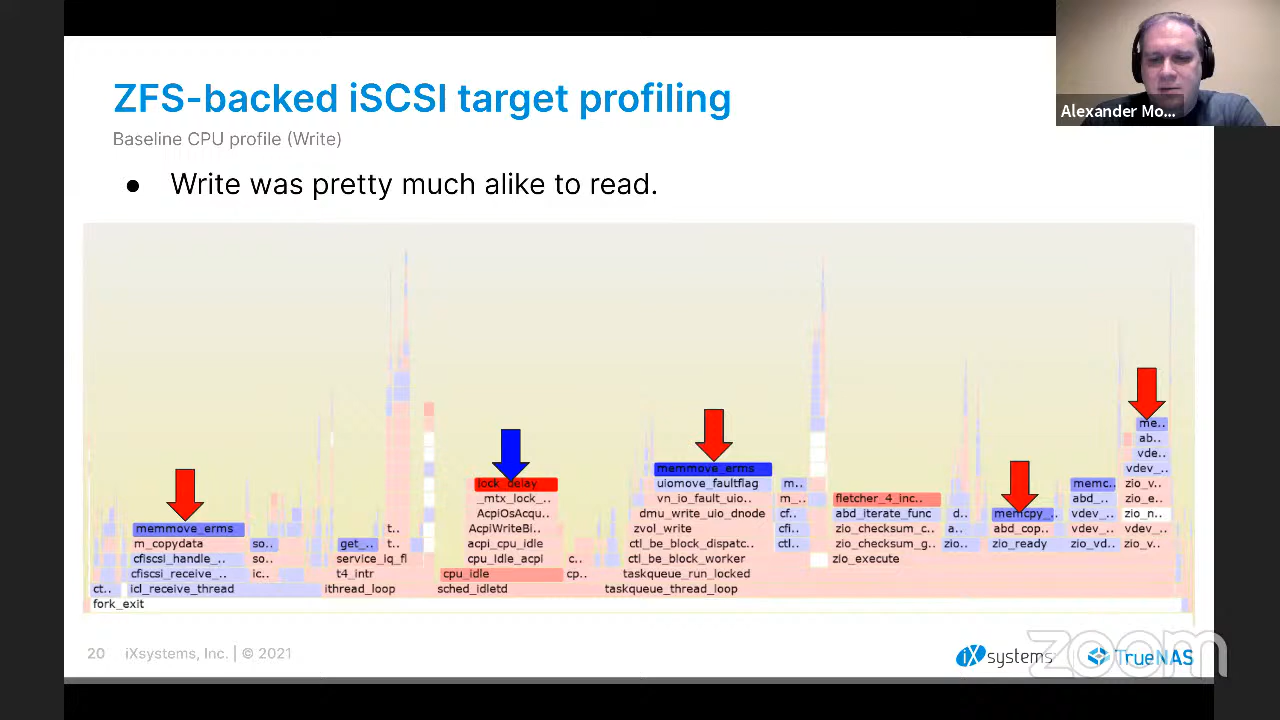 Alexander Mo...
ZFS-backed iSCSI target profiling
Baseline CPU profile (Write)
● Write was pretty much alike to read.
me..
ab..
vde..
memmove_erms vdev_..
lock_delay uiomove_faultflag m.. memc.. zio_v..
_mtx_lock_.. vn_io_fault_uio.. m_.. fletcher_4_inc.. abd_.. zio_e..
AcpiOsAcqu.. dmu_write_uio_dnode cf.. abd_iterate_func d.. memcpy_.. vdev_.. zio_n..
memmove_erms t.. AcpiWriteBi.. zvol_write cfi.. zio_checksum_c.. a.. abd_cop.. vdev_.. vdev_..
m_copydata so.. get_.. t.. acpi_cpu_idle ctl_be_block_dispatc.. ctl.. zio_checksum_g.. zio.. zio_ready zio_vd.. zio_v..
cfiscsi_handle_.. so.. service_iq_fl cpu_idle_acpi c.. ctl_be_block_worker zio_execute
cfiscsi_receive_.. ic.. t4_intr cpu_idle cp.. taskqueue_run_locked
ct.. icl_receive_thread ithread_loop sched_idletd taskqueue_thread_loop
fork_exit
20 iXsystems, Inc. | © 2021
iXsystems
TrueNAS
zoom